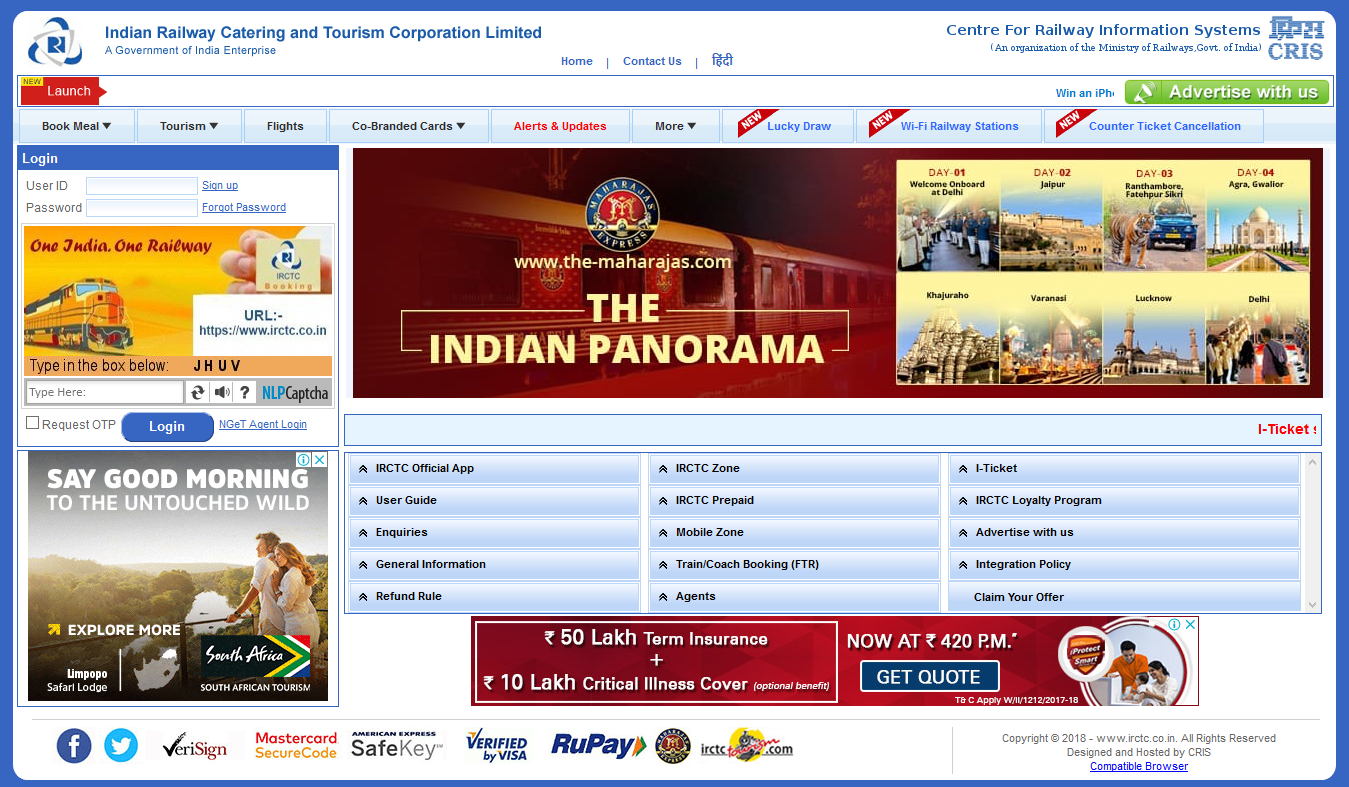 Indian Railway Catering and Tourism Corporation Limited
A Government of India Enterprise
Home | Contact Us | हिंदी
Centre For Railway Information Systems
(An organization of the Ministry of Railways,Govt. of India)
CRIS
NEW
Launch
Win an iPh
Advertise with us
Book Meal
Tourism
Flights
Co-Branded Cards
Alerts & Updates
More
NEW Lucky Draw
NEW Wi-Fi Railway Stations
NEW Counter Ticket Cancellation
Login
User ID
Sign up
Password
Forgot Password
One India. One Railway
IRCTC
Booking
URL:-
https://www.irctc.co.in
Type in the box below: J H U V
Type Here:
?
NLPCaptcha
Request OTP
Login
NGeT Agent Login
MAHARAJAS'
EXPRESS
www.the-maharajas.com
THE
INDIAN PANORAMA
DAY-01
Welcome Onboard
at Delhi
DAY-02
Jaipur
DAY-03
Ranthambore,
Fatehpur Sikri
DAY-04
Agra, Gwalior
Khajuraho
Varanasi
Lucknow
Delhi
I-Ticket s
SAY GOOD MORNING
TO THE UNTOUCHED WILD
EXPLORE MORE
Limpopo
Safari Lodge
South Africa
SOUTH AFRICAN TOURISM
IRCTC Official App
IRCTC Zone
I-Ticket
User Guide
IRCTC Prepaid
IRCTC Loyalty Program
Enquiries
Mobile Zone
Advertise with us
General Information
Train/Coach Booking (FTR)
Integration Policy
Refund Rule
Agents
Claim Your Offer
₹ 50 Lakh Term Insurance
+
₹ 10 Lakh Critical Illness Cover (optional benefit)
NOW AT ₹ 420 P.M.*
GET QUOTE
T& C Apply W/II/1212/2017-18
iProtect
Smart
VeriSign
Mastercard
SecureCode
AMERICAN EXPRESS
SafeKey
VERIFIED
by VISA
RuPay
irctctourism.com
Copyright © 2018 - www.irctc.co.in. All Rights Reserved
Designed and Hosted by CRIS
Compatible Browser